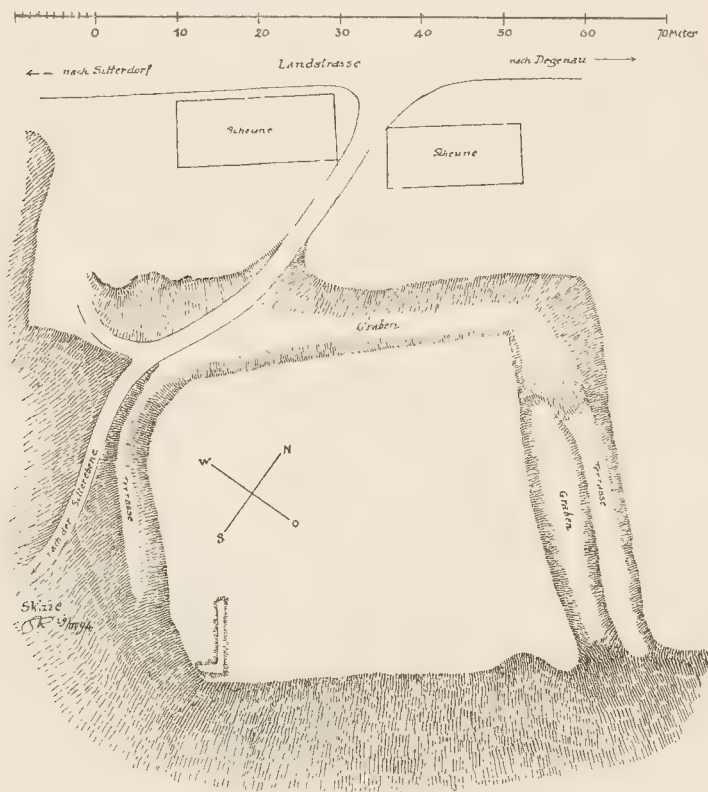 0 10 20 30 40 50 60 70 Meter
Landstrasse
nach Sitterdorf
nach Degenau
Scheune
Scheune
Graben
nach der Sitterebene
Terrasse
W
N
S
O
Graben
Terrasse
Skizze